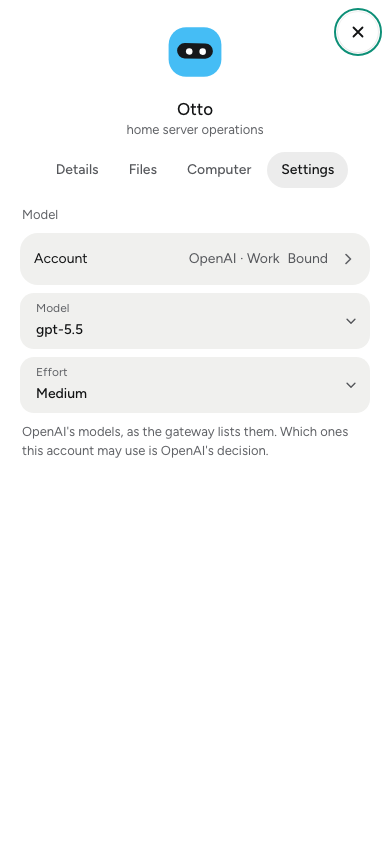 Otto
home server operations
Details Files Computer Settings
Model
Account OpenAI · Work Bound
Model
gpt-5.5
Effort
Medium
OpenAI's models, as the gateway lists them. Which ones
this account may use is OpenAI's decision.